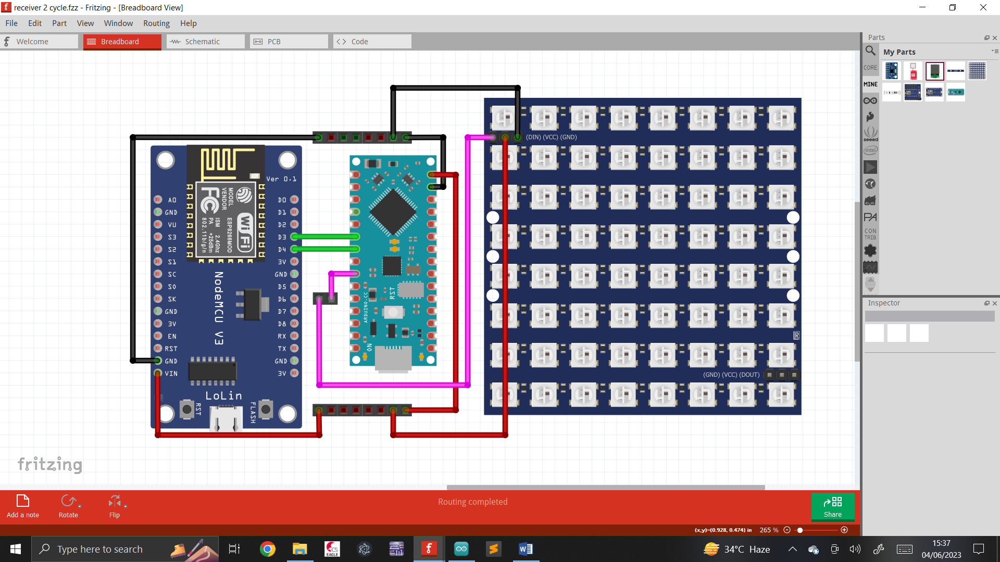 receiver 2 cycle.fzz - Fritzing - [Breadboard View]
File Edit Part View Window Routing Help
Welcome Breadboard Schematic PCB Code
Parts
My Parts
CORE
MINE
seeed
intel
PA
CON
TRIB
Inspector
(DIN) (VCC) (GND)
(GND) (VCC) (DOUT)
R
Ver 0.1
MODEL
VENDOR
ESP8266MOD
ISM 2.4GHz
PA +25dBm
802.11b/g/n
FC
WiFi
A0
GND
VU
S3
S2
S1
SC
S0
SK
GND
3V
EN
RST
GND
VIN
D0
D1
D2
D3
D4
3V
GND
D5
D6
D7
D8
RX
TX
GND
3V
NodeMCU V3
LoLin
RST
FLASH
RST
ARDUINO.CC
ON
fritzing
Add a note
Rotate
Flip
Routing completed
Share
(x,y)=(0.928, 0.474) in 265 %
Type here to search
CS
EAGLE
34°C Haze
15:37
04/06/2023